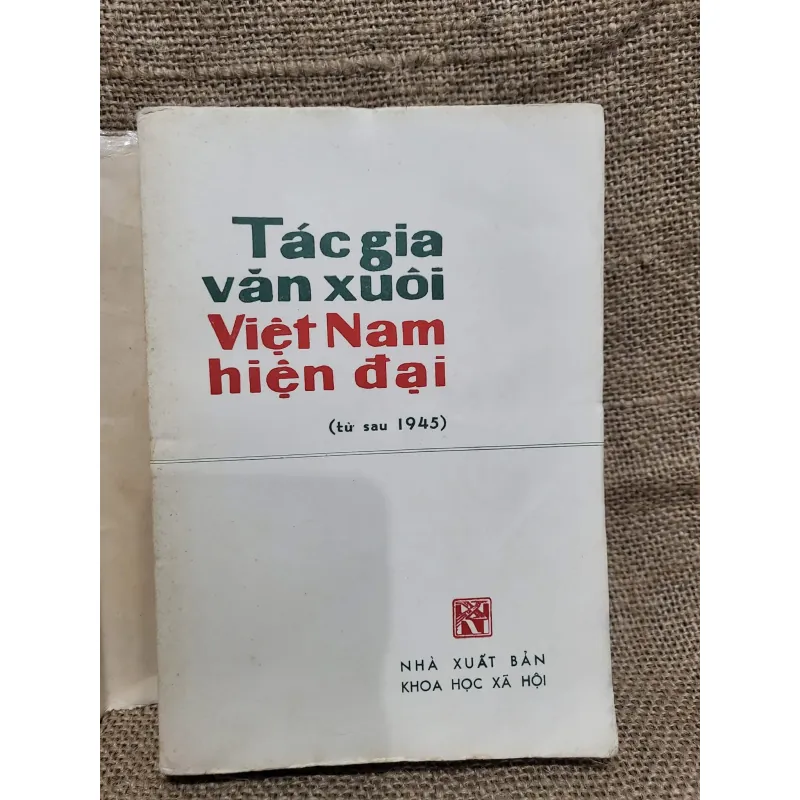 Tác gia
văn xuôi
Việt Nam
hiện đại
(từ sau 1945)
NHÀ XUẤT BẢN
KHOA HỌC XÃ HỘI